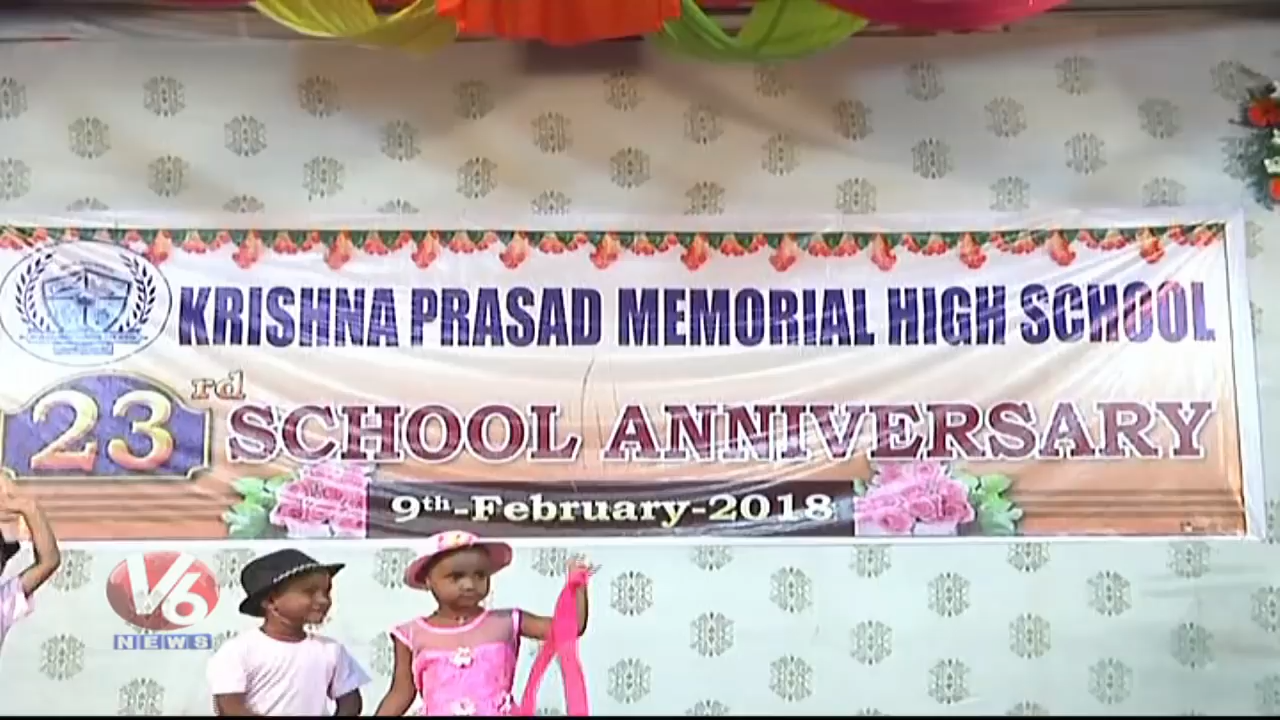 KRISHNA PRASAD MEMORIAL HIGH SCHOOL
23rd SCHOOL ANNIVERSARY
9th-February-2018
V6
NEWS